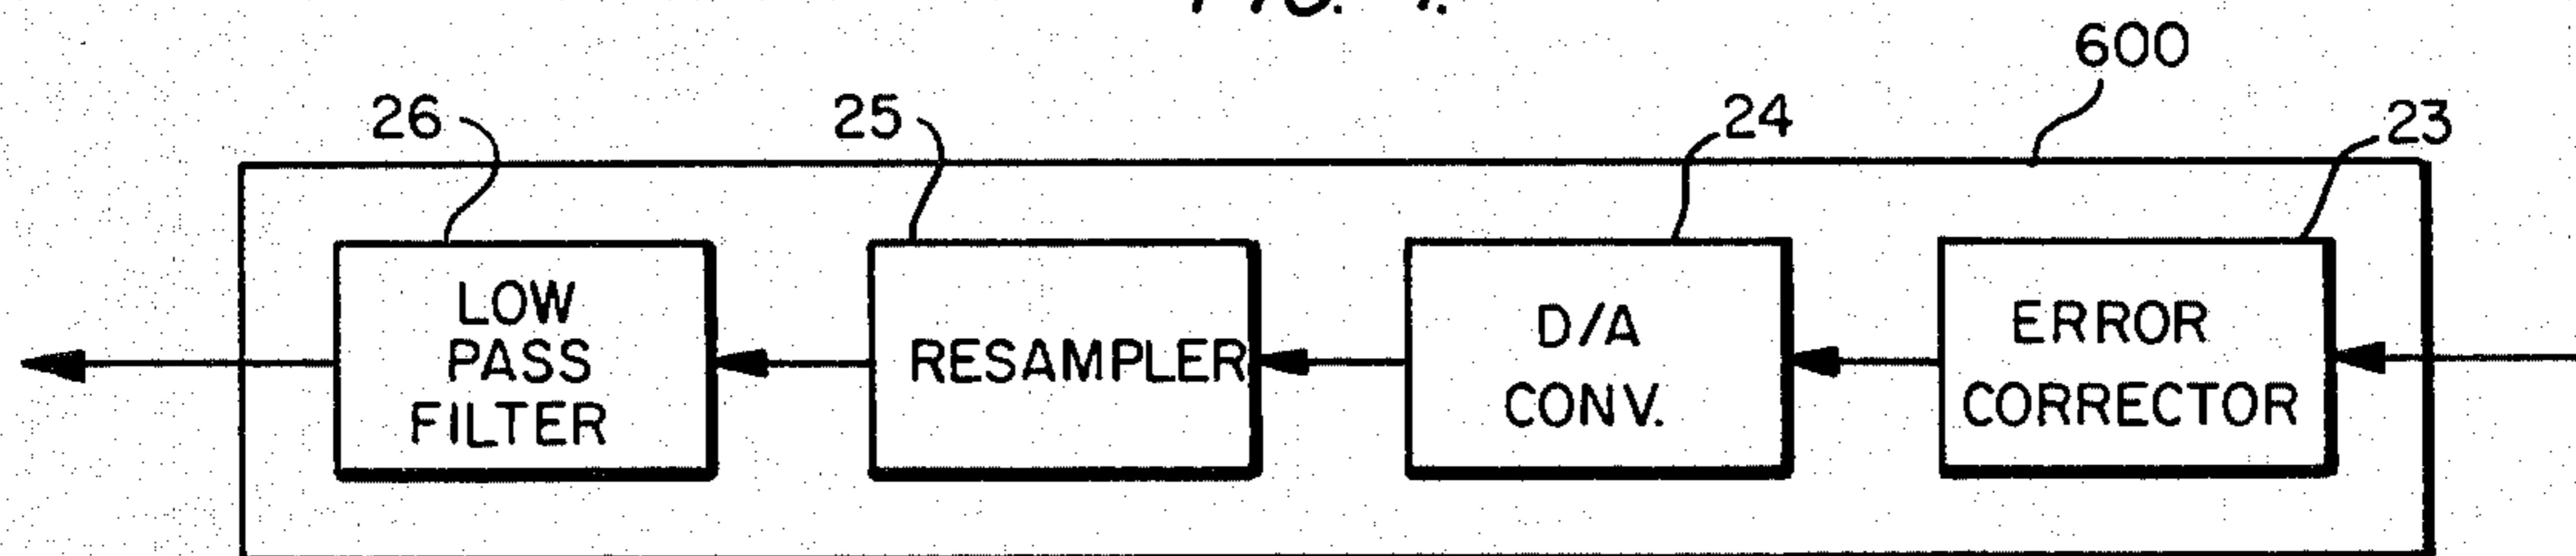 600
26
25
24
23
LOW
PASS
FILTER
RESAMPLER
D/A
CONV.
ERROR
CORRECTOR